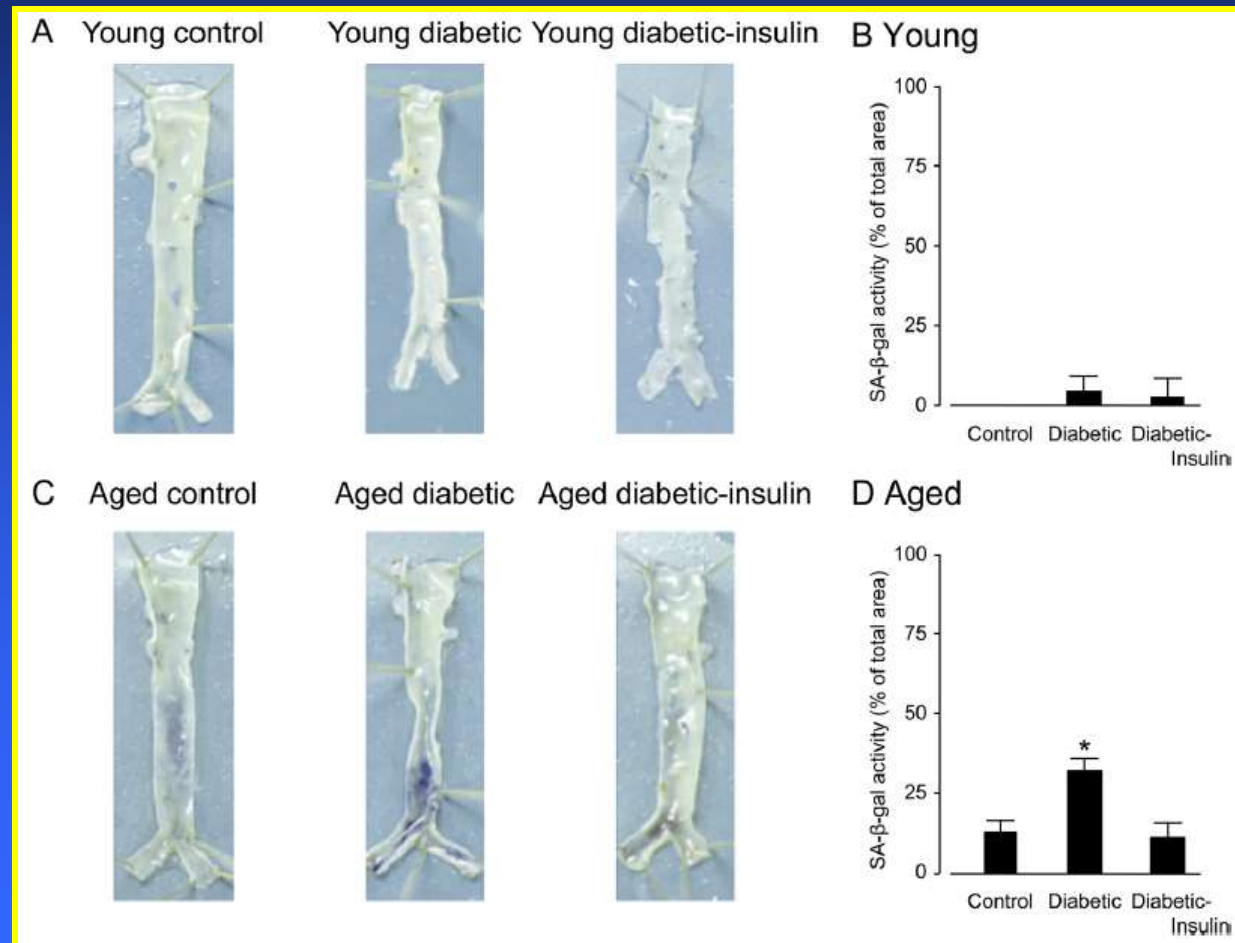 A Young control Young diabetic Young diabetic-insulin B Young
SA-β-gal activity (% of total area)
100
75
50
25
0
Control Diabetic Diabetic-
Insulin
C Aged control Aged diabetic Aged diabetic-insulin D Aged
SA-β-gal activity (% of total area)
100
75
50
25
0
*
Control Diabetic Diabetic-
Insulin